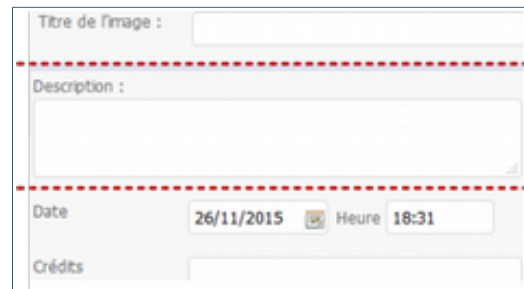 Titre de l'image :
Description :
Date 26/11/2015 Heure 18:31
Crédits